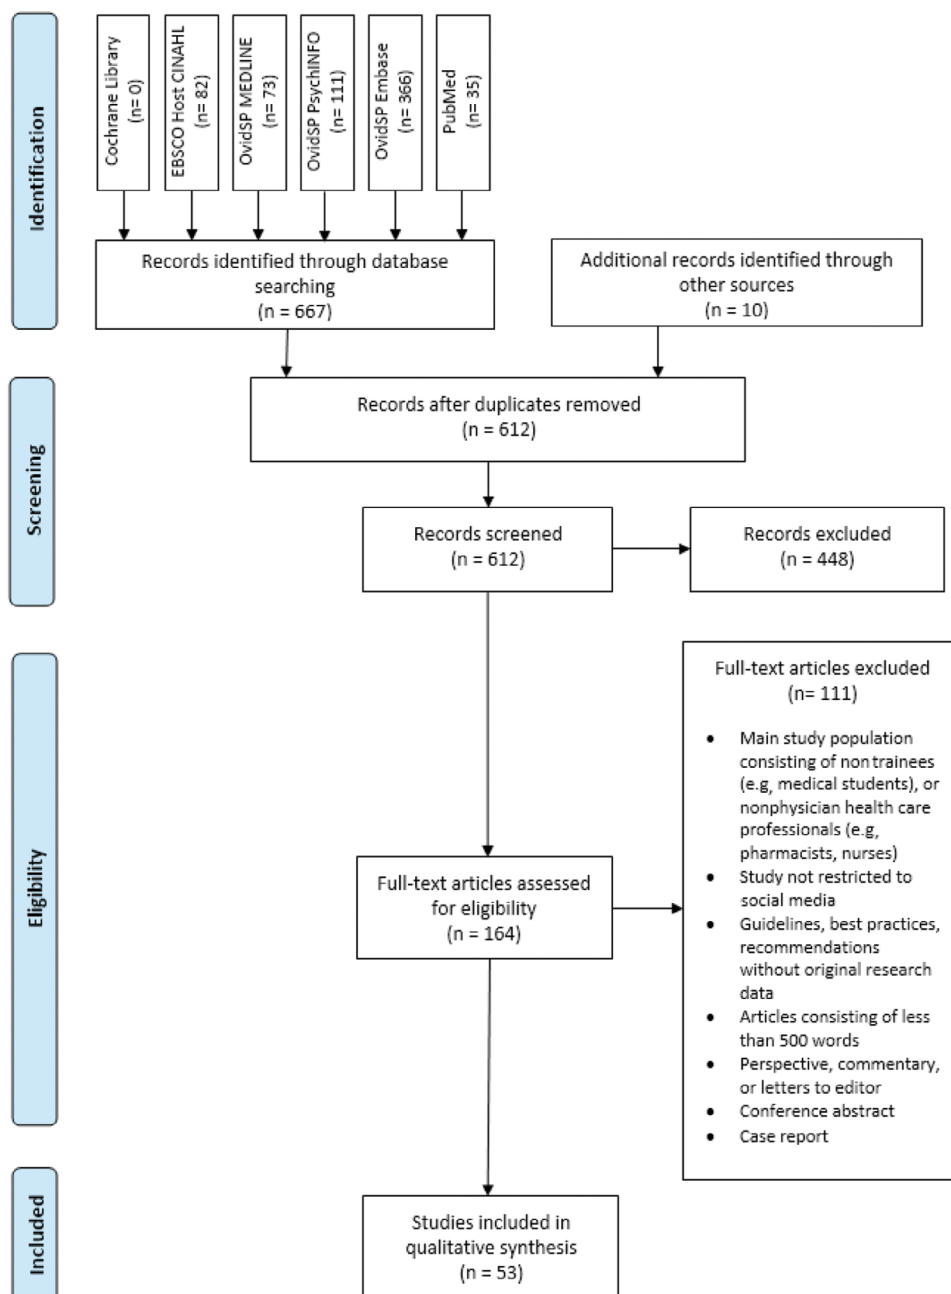 Identification
Cochrane Library
(n= 0)
EBSCO Host CINAHL
(n= 82)
OvidSP MEDLINE
(n= 73)
OvidSP PsychINFO
(n= 111)
OvidSP Embase
(n= 366)
PubMed
(n= 35)
Records identified through database
searching
(n = 667)
Additional records identified through
other sources
(n = 10)
Screening
Records after duplicates removed
(n = 612)
Records screened
(n = 612)
Records excluded
(n = 448)
Eligibility
Full-text articles assessed
for eligibility
(n = 164)
Full-text articles excluded
(n= 111)
• Main study population
consisting of non trainees
(e.g, medical students), or
nonphysician health care
professionals (e.g,
pharmacists, nurses)
• Study not restricted to
social media
• Guidelines, best practices,
recommendations
without original research
data
• Articles consisting of less
than 500 words
• Perspective, commentary,
or letters to editor
• Conference abstract
• Case report
Included
Studies included in
qualitative synthesis
(n = 53)